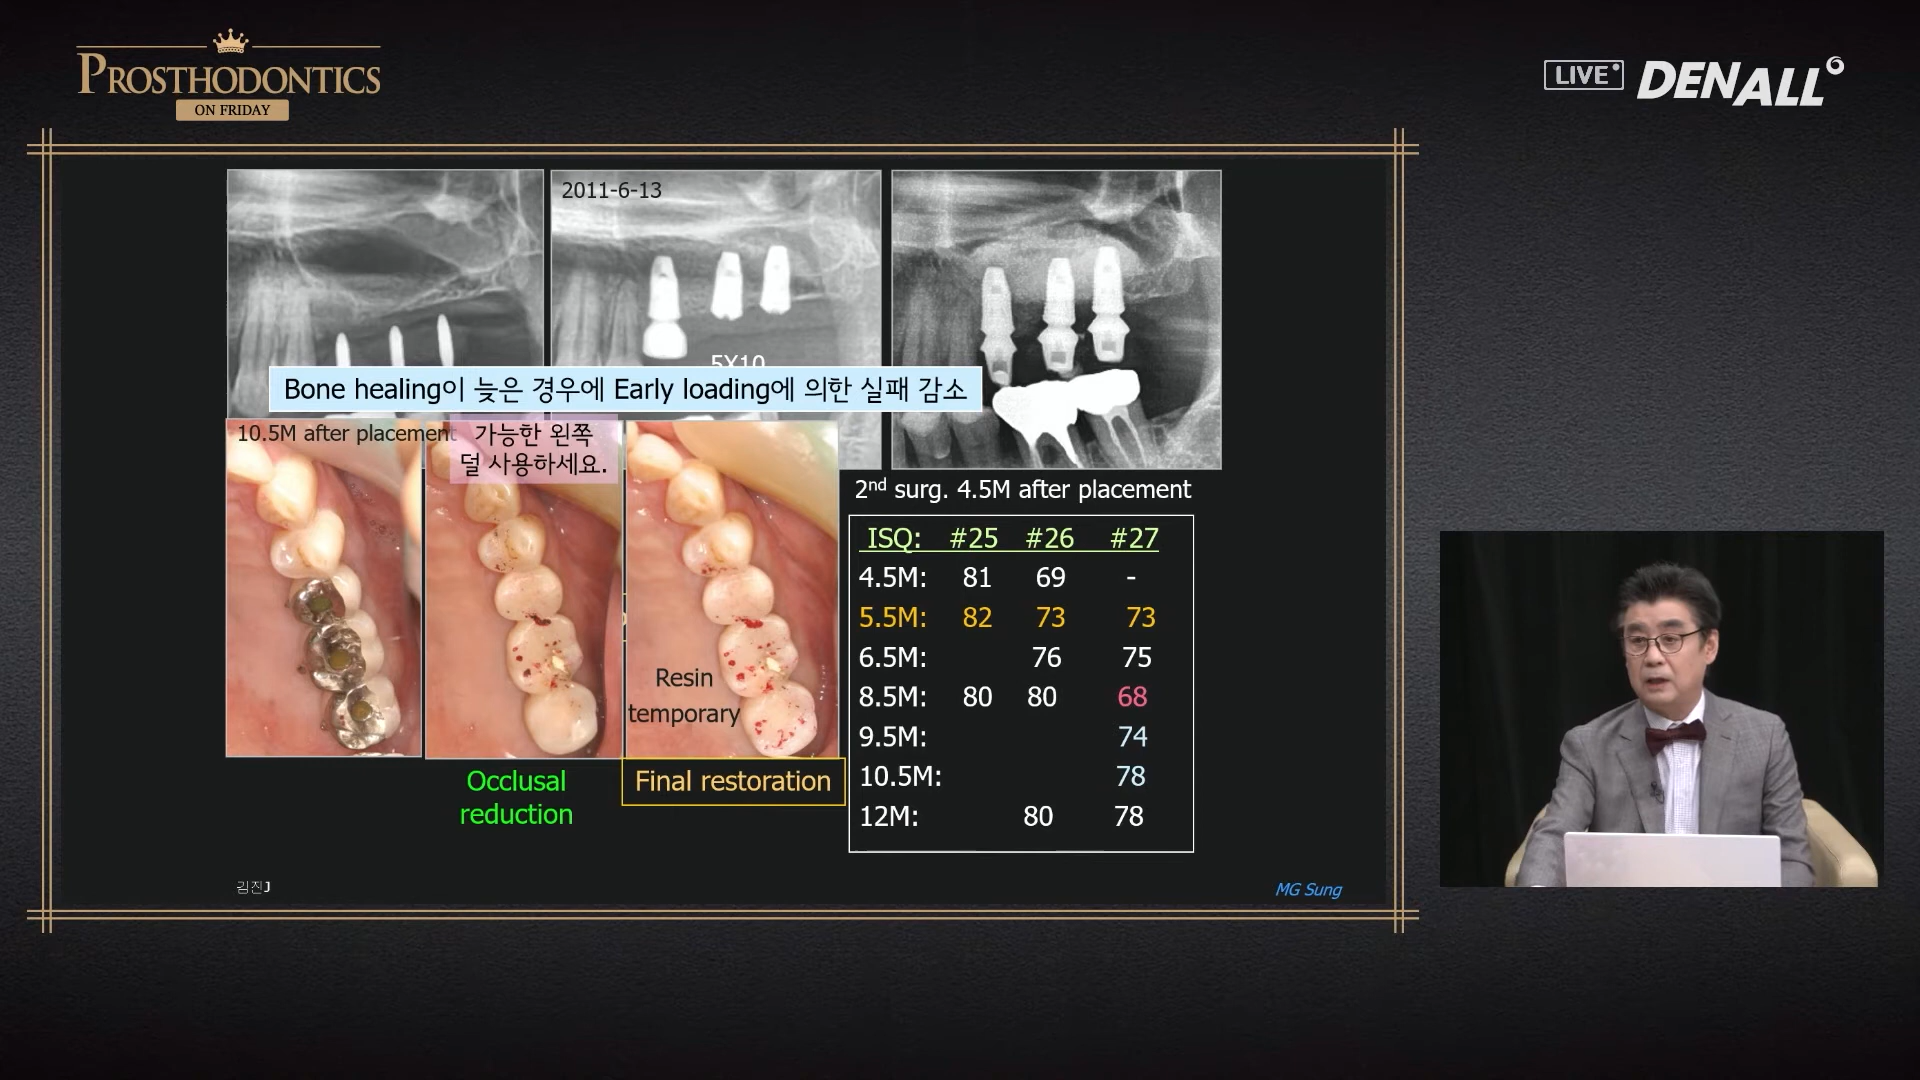 PROSTHODONTICS
ON FRIDAY
LIVE
DENALL
2011-6-13
5X10
Bone healing이 늦은 경우에 Early loading에 의한 실패 감소
10.5M after placement
가능한 왼쪽
덜 사용하세요.
2nd surg. 4.5M after placement
ISQ: #25 #26 #27
4.5M: 81 69 -
5.5M: 82 73 73
6.5M: 76 75
8.5M: 80 80 68
9.5M: 74
10.5M: 78
12M: 80 78
Resin
temporary
Occlusal
reduction
Final restoration
김진J
MG Sung